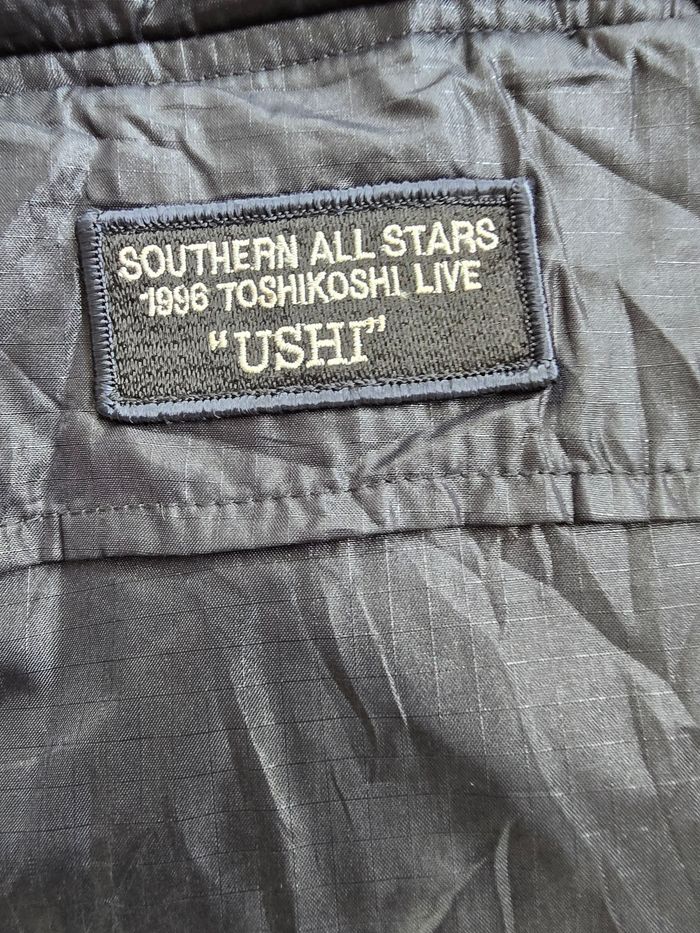 SOUTHERN ALL STARS
1996 TOSHIKOSHI LIVE
“USHI”